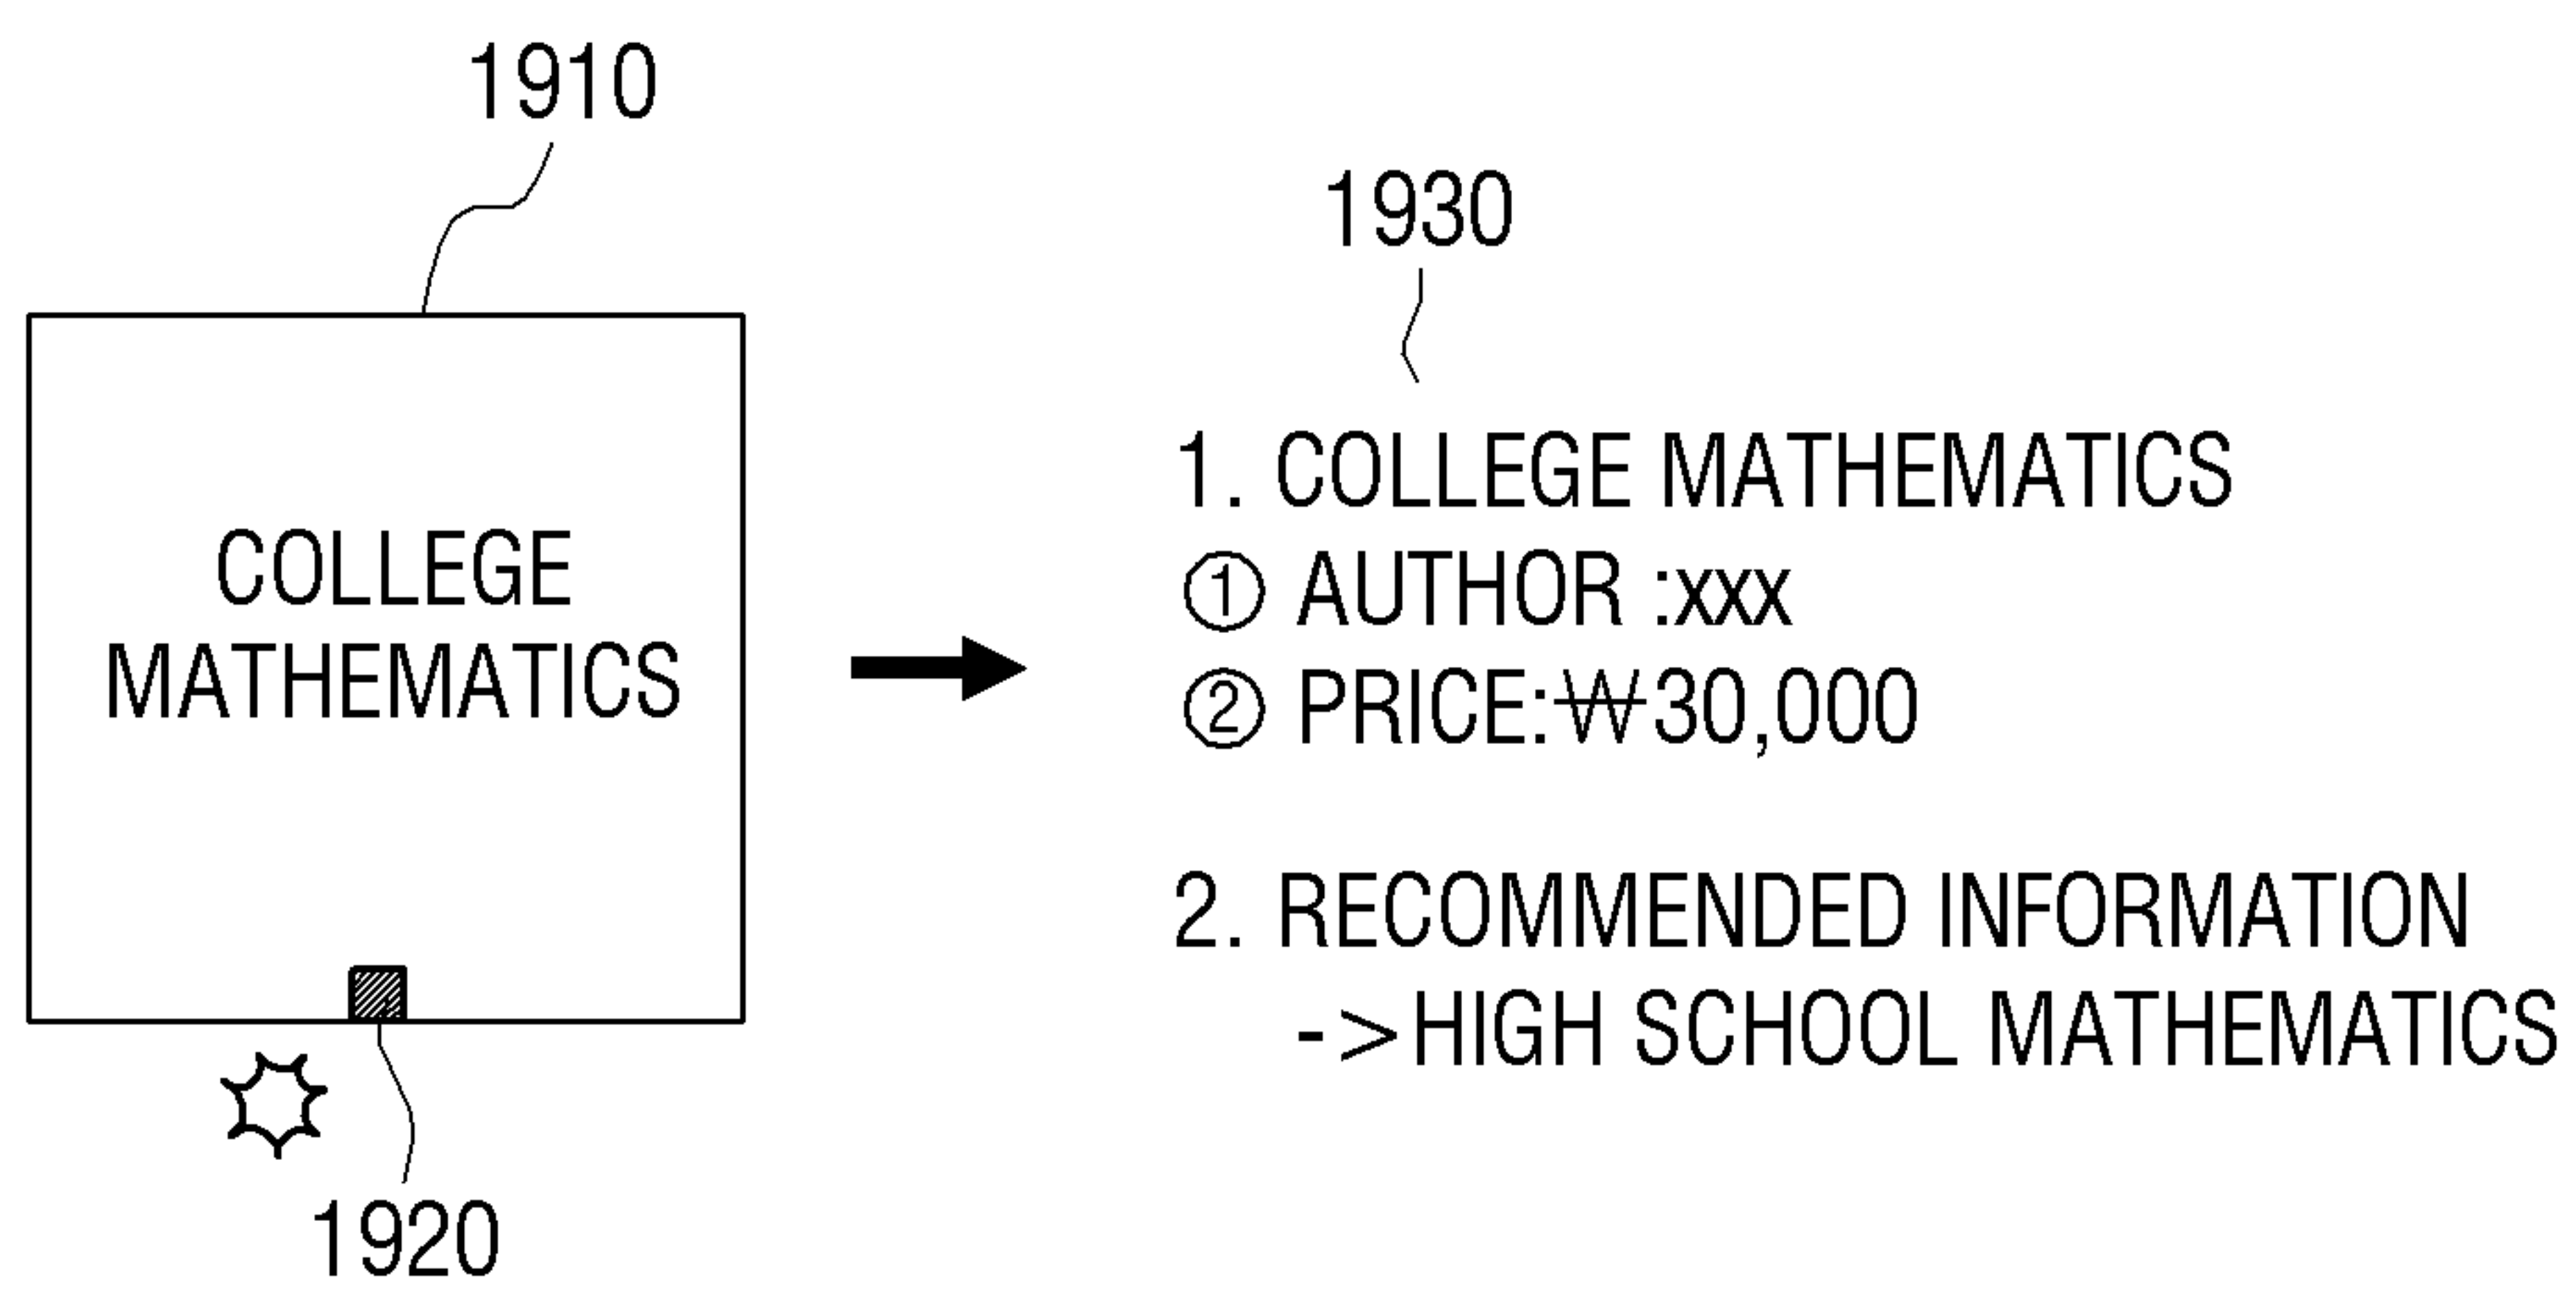 1910
1930
COLLEGE
MATHEMATICS
1. COLLEGE MATHEMATICS
① AUTHOR :xxx
② PRICE:₩30,000
2. RECOMMENDED INFORMATION
->HIGH SCHOOL MATHEMATICS
1920